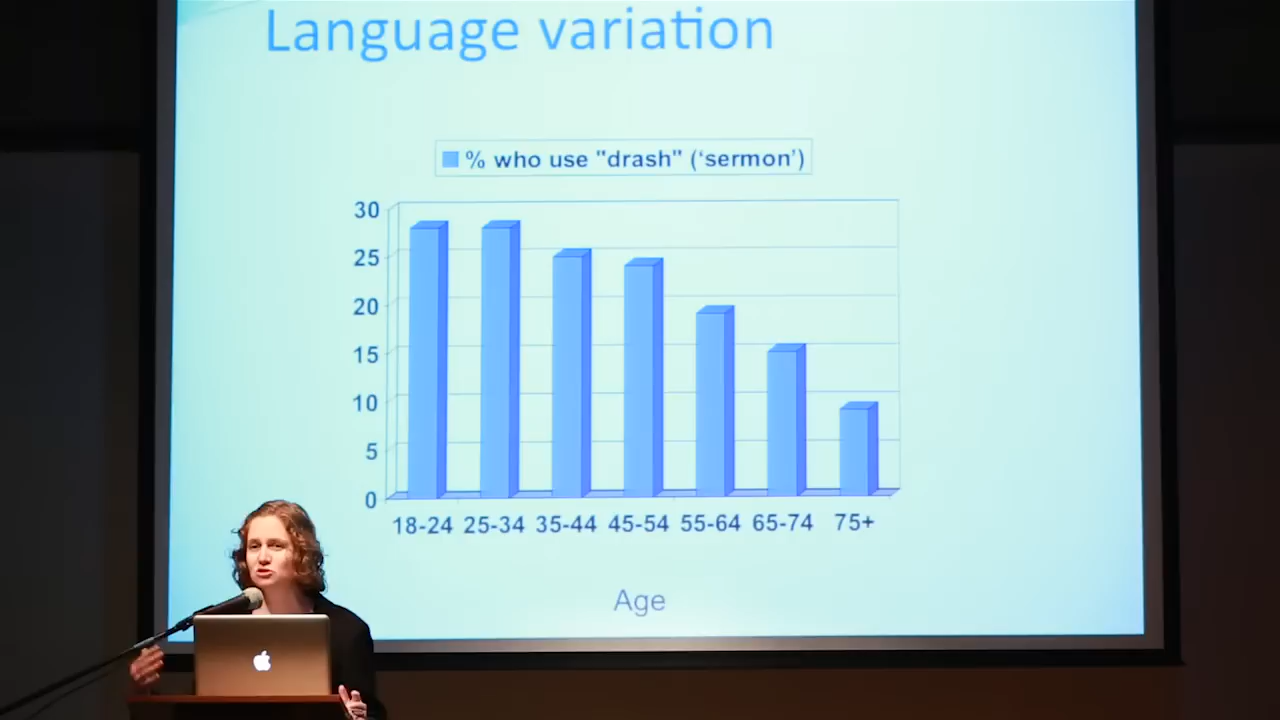 Language variation
% who use "drash" (‘sermon’)
30
25
20
15
10
5
0
18-24 25-34 35-44 45-54 55-64 65-74 75+
Age